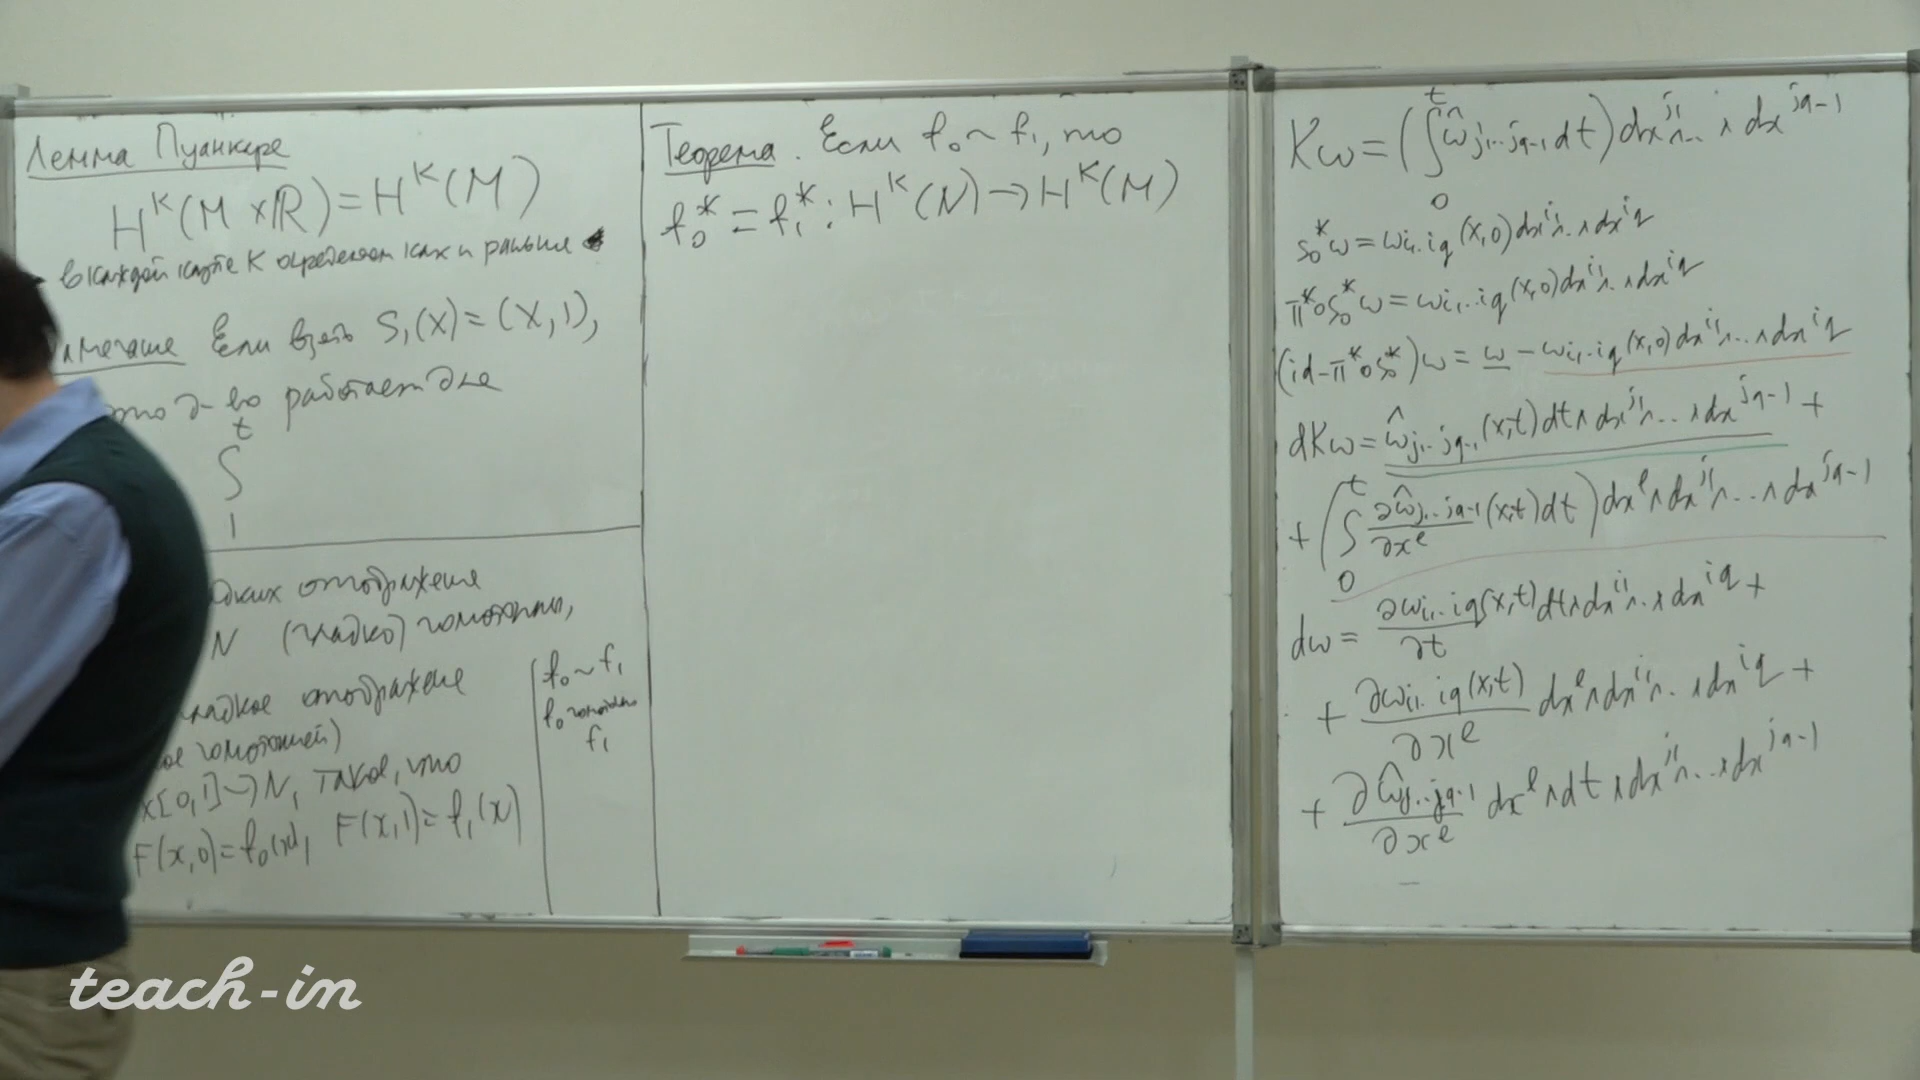 Лемма Пуанкаре
H^K(M × ℝ) = H^K(M)
в каждой карте K определяем как и раньше
Если взять S₁(x) = (x, 1),
то д-во работает для
∫₁^t
отображения
N (гладко) гомотопны,
гладкое отображение
гомотопией)
x[0,1] → N, такое, что
F(x,0) = f₀(x), F(x,1) = f₁(x)
f₀ ~ f₁
f₀ гомотопно
f₁
Теорема. Если f₀ ~ f₁, то
f₀^* = f₁^*: H^K(N) → H^K(M)
Kω = (∫₀^t ω̂_{j₁...j_{q-1}} dt) dx^{j₁} ∧ ... ∧ dx^{j_{q-1}}
s₀^*ω = ω_{i₁...i_q}(x,0) dx^{i₁} ∧ .. ∧ dx^{i_q}
π^*∘s₀^*ω = ω_{i₁...i_q}(x,0) dx^{i₁} ∧ .. ∧ dx^{i_q}
(id − π^*∘s₀^*)ω = ω − ω_{i₁...i_q}(x,0) dx^{i₁} ∧ ... ∧ dx^{i_q}
dKω = ω̂_{j₁...j_{q-1}}(x,t) dt ∧ dx^{j₁} ∧ ... ∧ dx^{j_{q-1}} +
+ (∫₀^t ∂ω̂_{j₁...j_{q-1}}(x,t)/∂x^ℓ dt) dx^ℓ ∧ dx^{j₁} ∧ ... ∧ dx^{j_{q-1}}
dω = ∂ω_{i₁...i_q}(x,t)/∂t dt ∧ dx^{i₁} ∧ .. ∧ dx^{i_q} +
+ ∂ω_{i₁...i_q}(x,t)/∂x^ℓ dx^ℓ ∧ dx^{i₁} ∧ .. ∧ dx^{i_q} +
+ ∂ω̂_{j₁...j_{q-1}}/∂x^ℓ dx^ℓ ∧ dt ∧ dx^{j₁} ∧ ... ∧ dx^{j_{q-1}}
teach-in